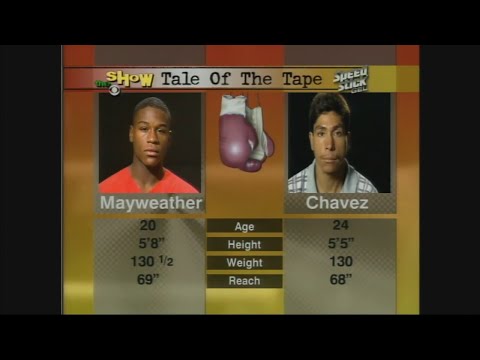 SHOW Tale Of The Tape SPEED STICK
Mayweather Chavez
20 Age 24
5'8" Height 5'5"
130 1/2 Weight 130
69" Reach 68"